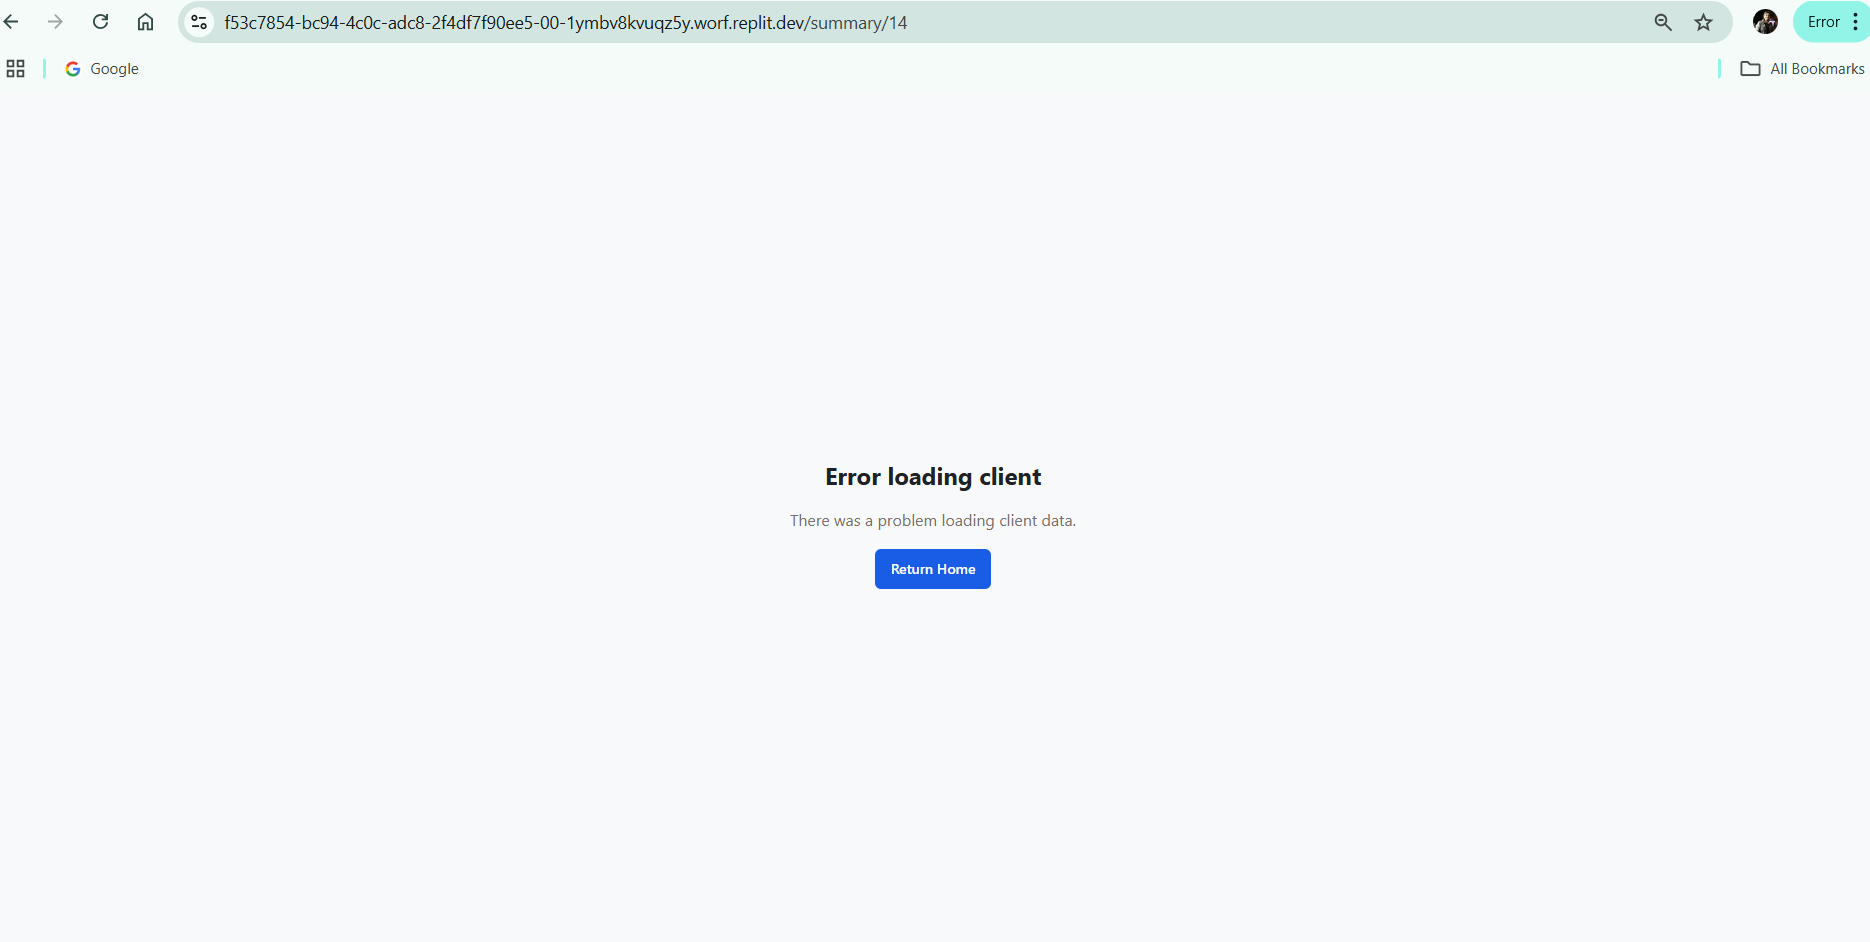 f53c7854-bc94-4c0c-adc8-2f4df7f90ee5-00-1ymbv8kvuqz5y.worf.replit.dev/summary/14
Error
Google
All Bookmarks
Error loading client
There was a problem loading client data.
Return Home